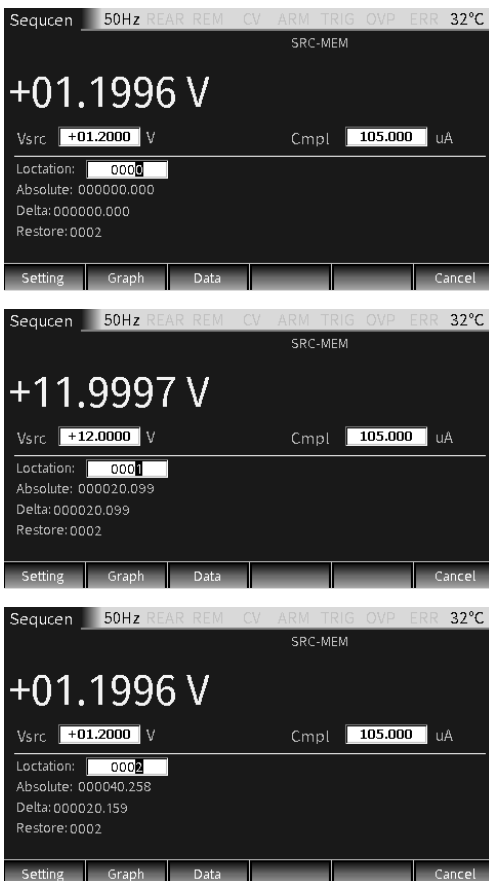 Sequcen 50Hz REAR REM CV ARM TRIG OVP ERR 32°C
SRC-MEM
+01.1996 V
Vsrc +01.2000 V Cmpl 105.000 uA
Loctation: 0000
Absolute: 000000.000
Delta:000000.000
Restore:0002
Setting Graph Data Cancel
Sequcen 50Hz REAR REM CV ARM TRIG OVP ERR 32°C
SRC-MEM
+11.9997 V
Vsrc +12.0000 V Cmpl 105.000 uA
Loctation: 0001
Absolute: 000020.099
Delta:000020.099
Restore:0002
Setting Graph Data Cancel
Sequcen 50Hz REAR REM CV ARM TRIG OVP ERR 32°C
SRC-MEM
+01.1996 V
Vsrc +01.2000 V Cmpl 105.000 uA
Loctation: 0002
Absolute: 000040.258
Delta:000020.159
Restore:0002
Setting Graph Data Cancel